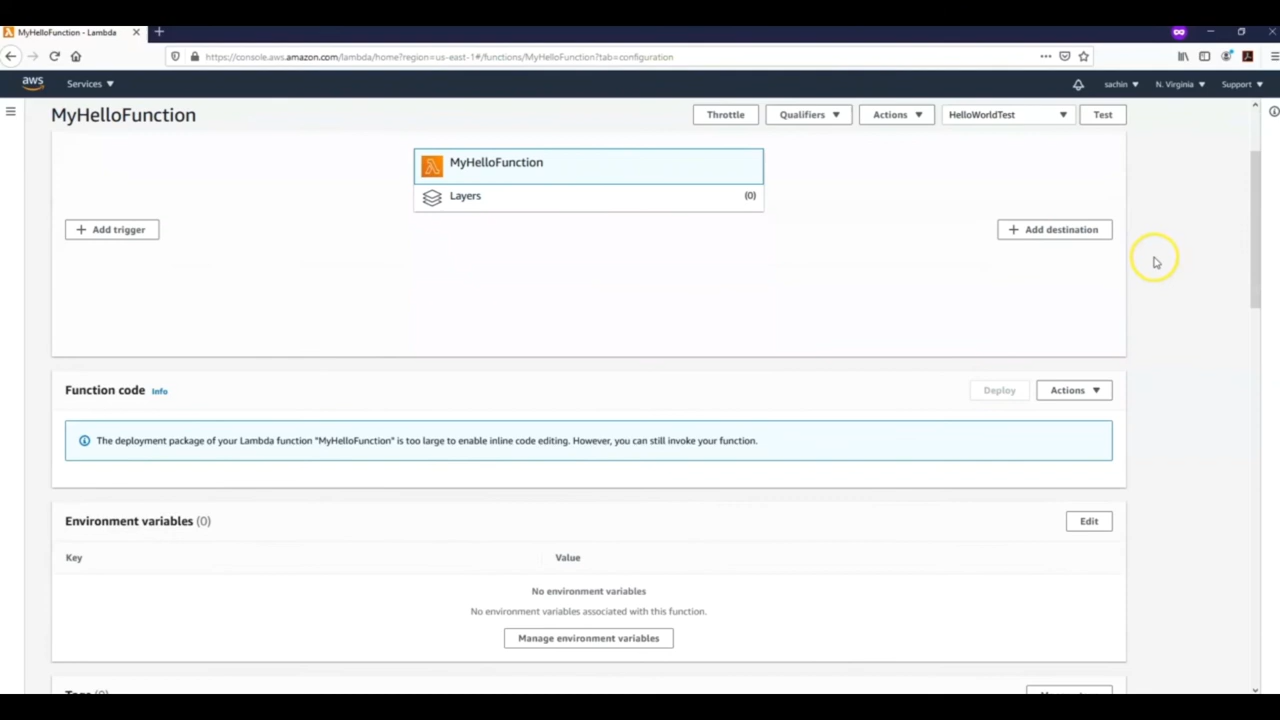 MyHelloFunction - Lambda
https://console.aws.amazon.com/lambda/home?region=us-east-1#/functions/MyHelloFunction?tab=configuration
aws Services sachin N. Virginia Support
MyHelloFunction Throttle Qualifiers Actions HelloWorldTest Test
MyHelloFunction
Layers (0)
+ Add trigger + Add destination
Function code Info Deploy Actions
The deployment package of your Lambda function "MyHelloFunction" is too large to enable inline code editing. However, you can still invoke your function.
Environment variables (0) Edit
Key Value
No environment variables
No environment variables associated with this function.
Manage environment variables